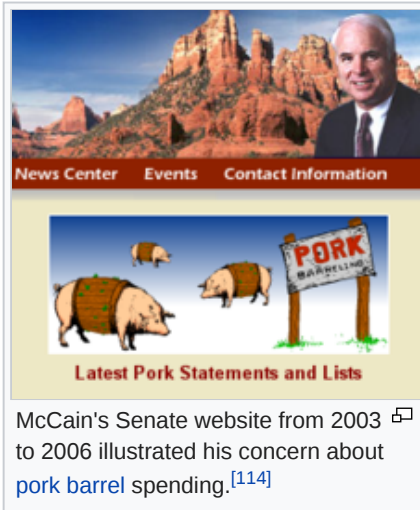 News Center Events Contact Information
PORK
BARRELING
Latest Pork Statements and Lists
McCain's Senate website from 2003
to 2006 illustrated his concern about
pork barrel spending.[114]